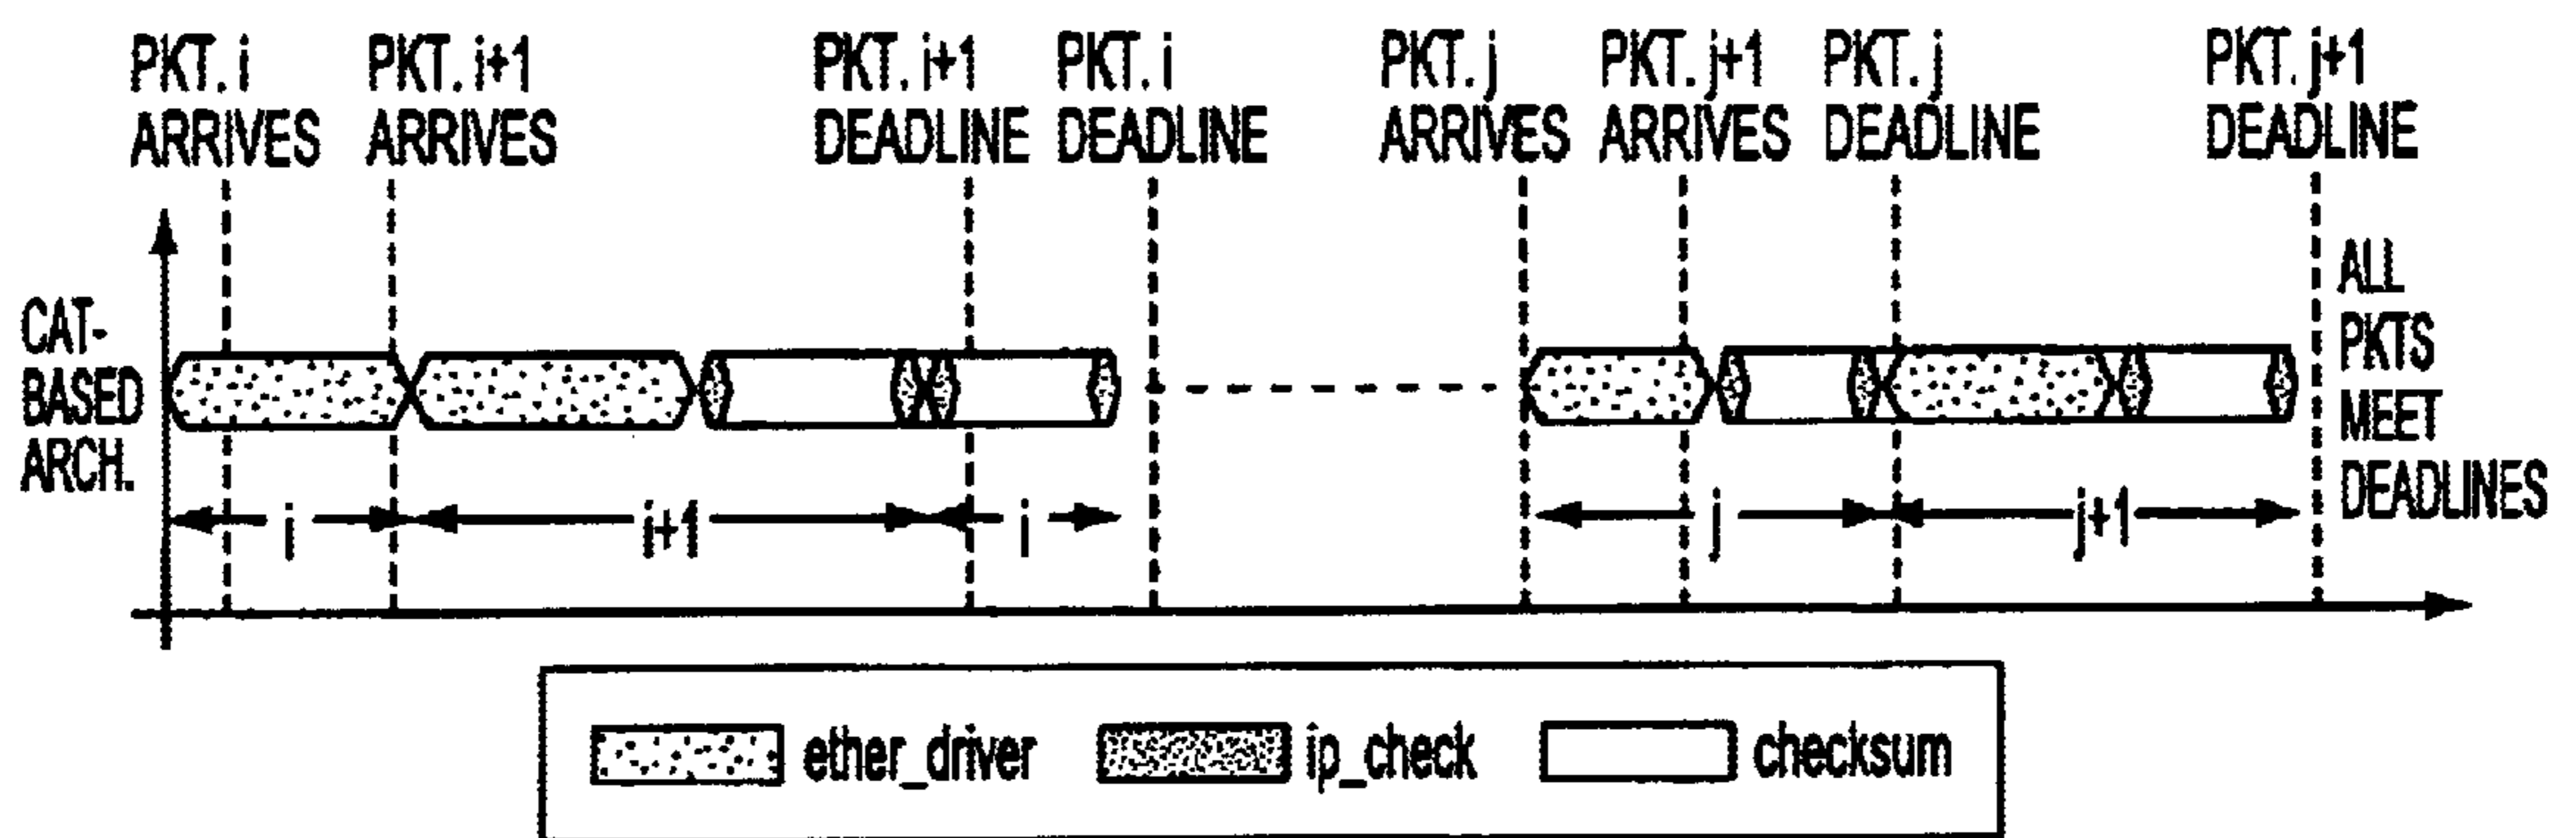 PKT. i PKT. i+1 PKT. i+1 PKT. i PKT. j PKT. j+1 PKT. j PKT. j+1
ARRIVES ARRIVES DEADLINE DEADLINE ARRIVES ARRIVES DEADLINE DEADLINE
CAT-
BASED
ARCH.
ALL
PKTS
MEET
DEADLINES
i i+1 i j j+1
ether_driver ip_check checksum